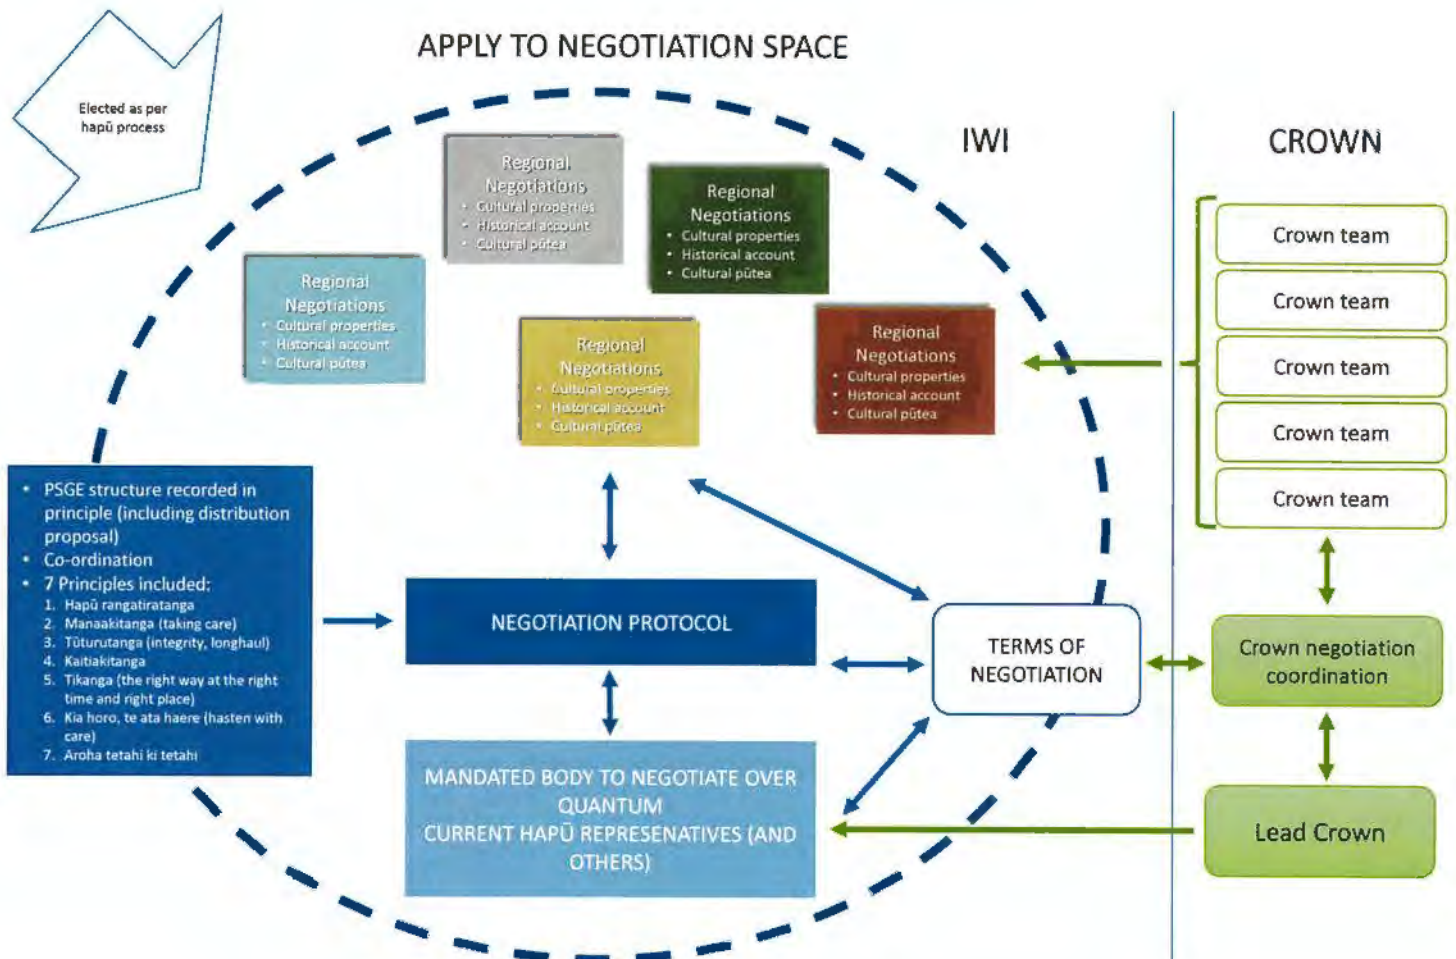 APPLY TO NEGOTIATION SPACE
Elected as per
hapū process
IWI
CROWN
Regional
Negotiations
• Cultural properties
• Historical account
• Cultural pūtea
Regional
Negotiations
• Cultural properties
• Historical account
• Cultural pūtea
Regional
Negotiations
• Cultural properties
• Historical account
• Cultural pūtea
Regional
Negotiations
• Cultural properties
• Historical account
• Cultural pūtea
Regional
Negotiations
• Cultural properties
• Historical account
• Cultural pūtea
Crown team
Crown team
Crown team
Crown team
Crown team
• PSGE structure recorded in
principle (including distribution
proposal)
• Co-ordination
• 7 Principles included:
1. Hapū rangatiratanga
2. Manaakitanga (taking care)
3. Tūturutanga (integrity, longhaul)
4. Kaitiakitanga
5. Tikanga (the right way at the right
time and right place)
6. Kia horo, te ata haere (hasten with
care)
7. Aroha tetahi ki tetahi
NEGOTIATION PROTOCOL
TERMS OF
NEGOTIATION
Crown negotiation
coordination
MANDATED BODY TO NEGOTIATE OVER
QUANTUM
CURRENT HAPŪ REPRESENATIVES (AND
OTHERS)
Lead Crown